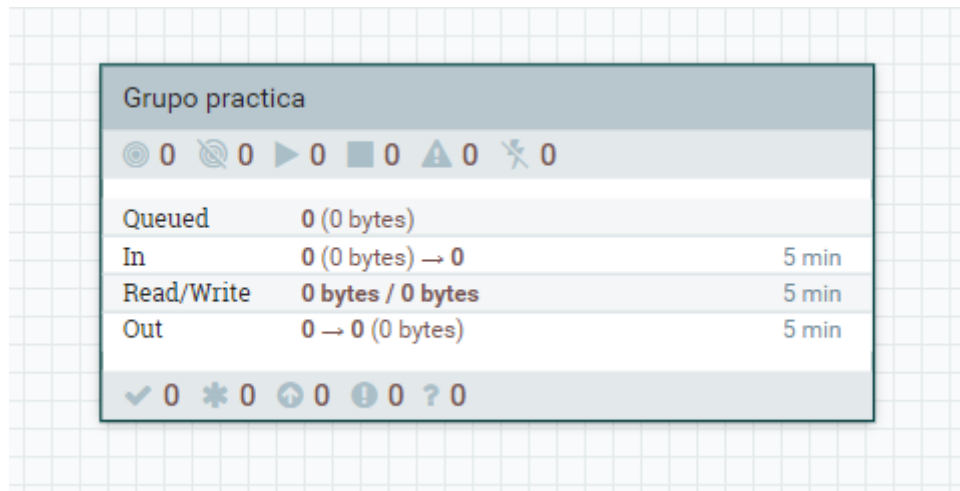 Grupo practica
0 0 0 0 0 0
Queued 0 (0 bytes)
In 0 (0 bytes) → 0 5 min
Read/Write 0 bytes / 0 bytes 5 min
Out 0 → 0 (0 bytes) 5 min
0 0 0 0 ? 0